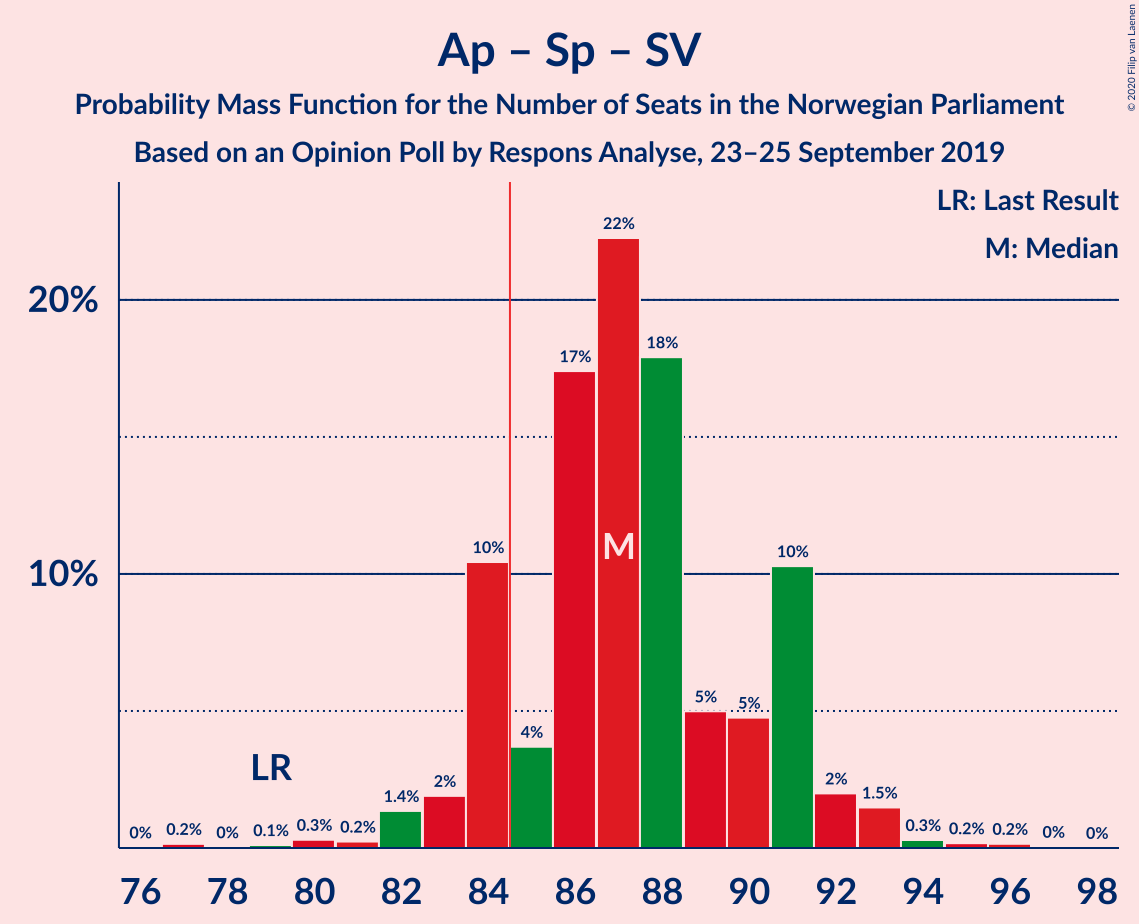 Ap – Sp – SV
Probability Mass Function for the Number of Seats in the Norwegian Parliament
Based on an Opinion Poll by Respons Analyse, 23–25 September 2019
© 2020 Filip van Laenen
LR: Last Result
M: Median
20%
10%
0%
0.2%
0%
0.1%
0.3%
0.2%
1.4%
2%
10%
4%
17%
22%
18%
5%
5%
10%
2%
1.5%
0.3%
0.2%
0.2%
0%
0%
LR
M
76 78 80 82 84 86 88 90 92 94 96 98